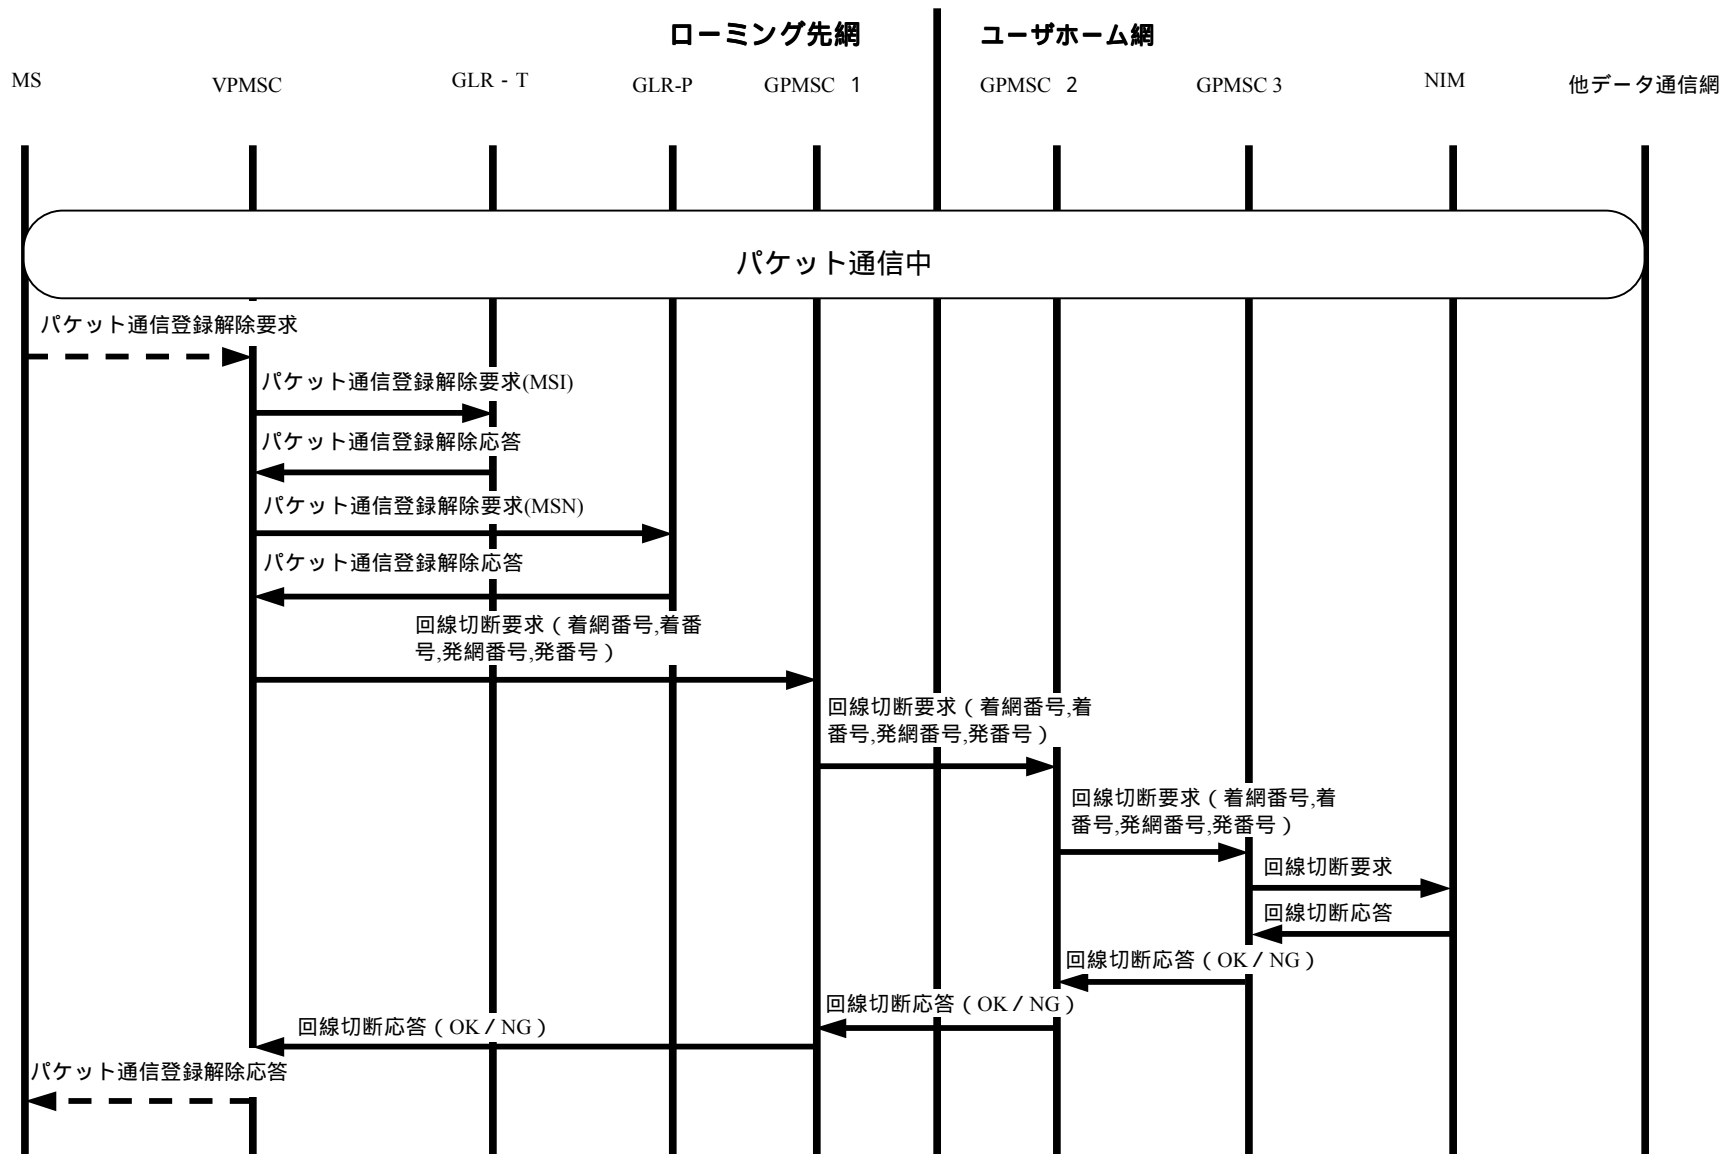 ローミング先網
ユーザホーム網
MS
VPMSC
GLR - T
GLR-P
GPMSC 1
GPMSC 2
GPMSC 3
NIM
他データ通信網
パケット通信中
パケット通信登録解除要求
パケット通信登録解除要求(MSI)
パケット通信登録解除応答
パケット通信登録解除要求(MSN)
パケット通信登録解除応答
回線切断要求（着網番号,着番
号,発網番号,発番号）
回線切断要求（着網番号,着
番号,発網番号,発番号）
回線切断要求（着網番号,着
番号,発網番号,発番号）
回線切断要求
回線切断応答
回線切断応答（OK / NG）
回線切断応答（OK / NG）
回線切断応答（OK / NG）
パケット通信登録解除応答